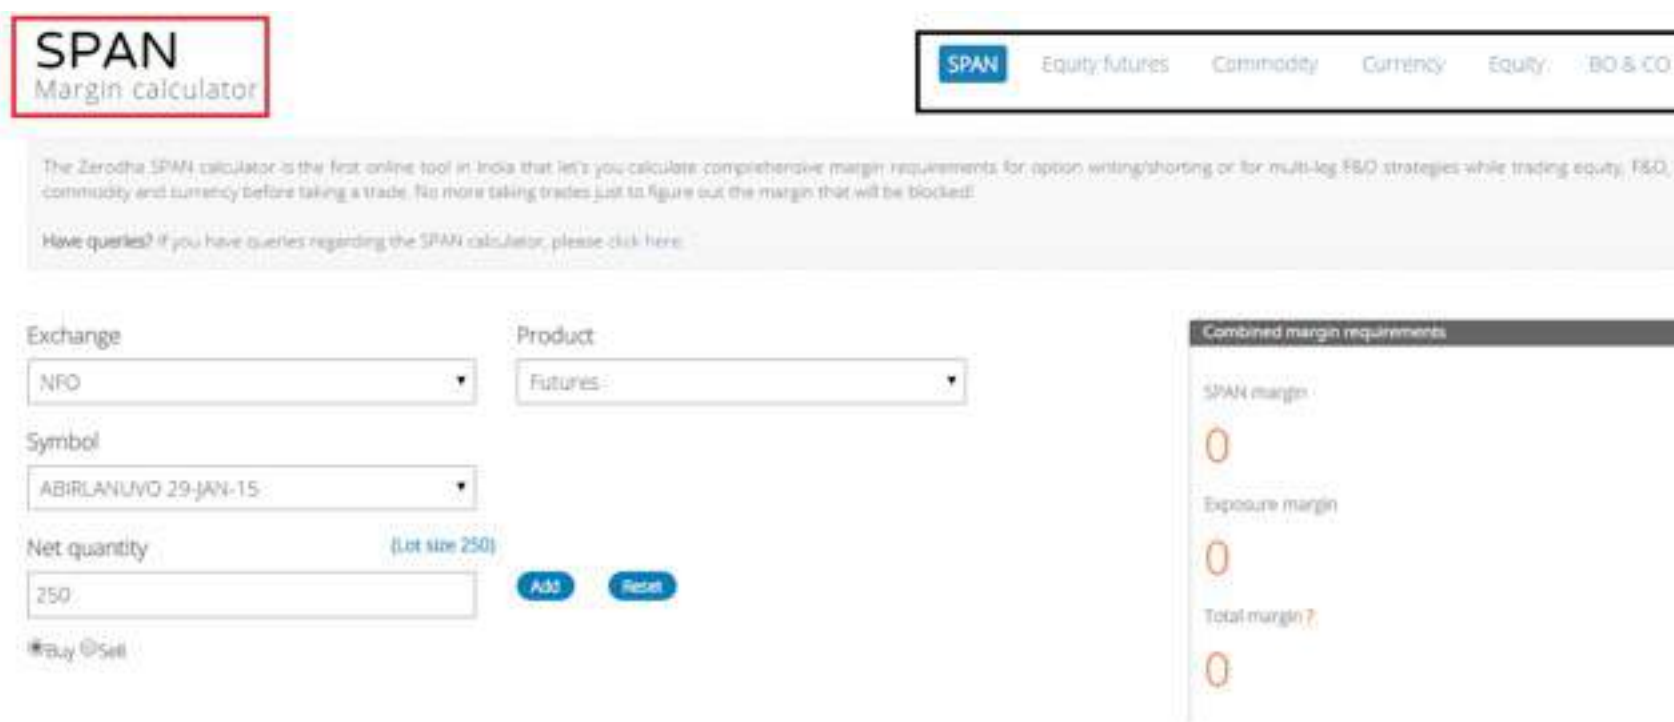 SPAN
Margin calculator
SPAN Equity futures Commodity Currency Equity BO & CO
The Zerodha SPAN calculator is the first online tool in India that let's you calculate comprehensive margin requirements for option writing/shorting or for multi-leg F&O strategies while trading equity, F&O,
commodity and currency before taking a trade. No more taking trades just to figure out the margin that will be blocked!
Have queries? If you have queries regarding the SPAN calculator, please click here.
Exchange Product
NFO Futures
Symbol
ABIRLANUVO 29-JAN-15
Net quantity (Lot size 250)
250 Add Reset
Buy Sell
Combined margin requirements
SPAN margin
0
Exposure margin
0
Total margin ?
0